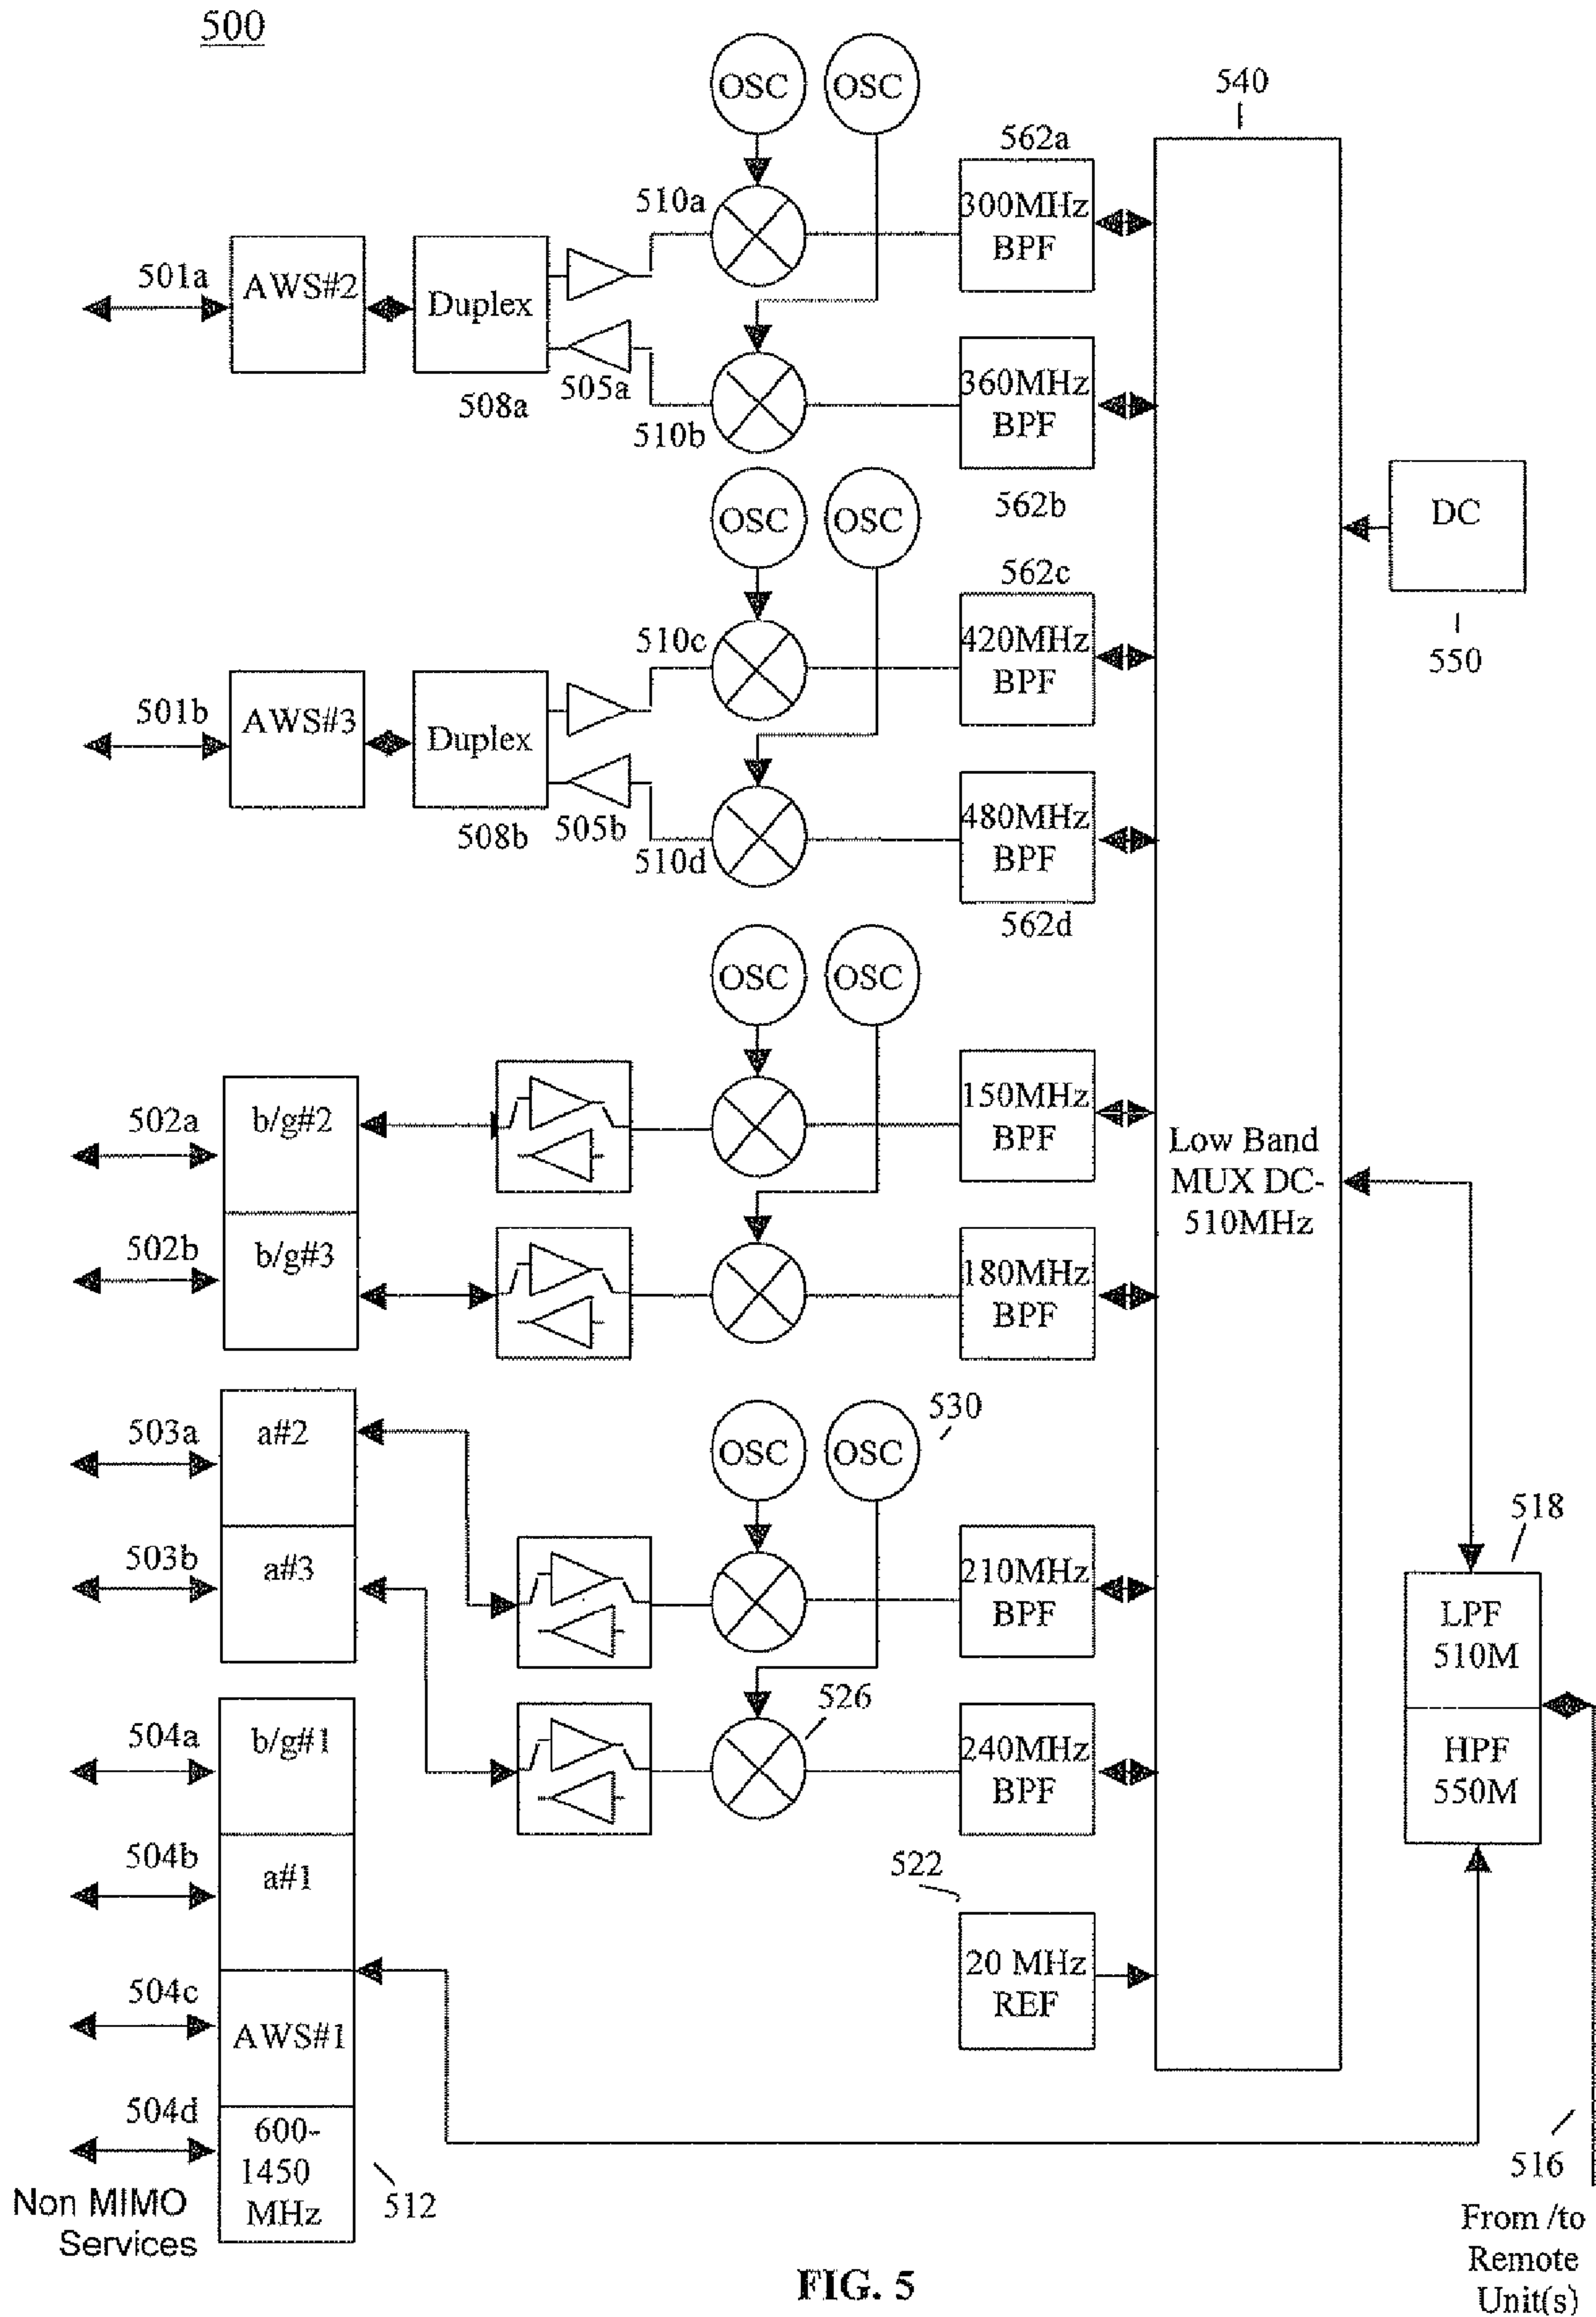 500
OSC
OSC
540
562a
510a
300MHz
BPF
501a
AWS#2
Duplex
505a
508a
510b
360MHz
BPF
562b
OSC
OSC
DC
550
562c
510c
420MHz
BPF
501b
AWS#3
Duplex
505b
508b
510d
480MHz
BPF
562d
OSC
OSC
502a
b/g#2
150MHz
BPF
Low Band
MUX DC-
510MHz
502b
b/g#3
180MHz
BPF
530
503a
a#2
OSC
OSC
518
503b
a#3
210MHz
BPF
LPF
510M
526
504a
b/g#1
240MHz
BPF
HPF
550M
504b
a#1
522
504c
AWS#1
20 MHz
REF
504d
600-
1450
MHz
512
516
Non MIMO
Services
From /to
Remote
Unit(s)
FIG. 5